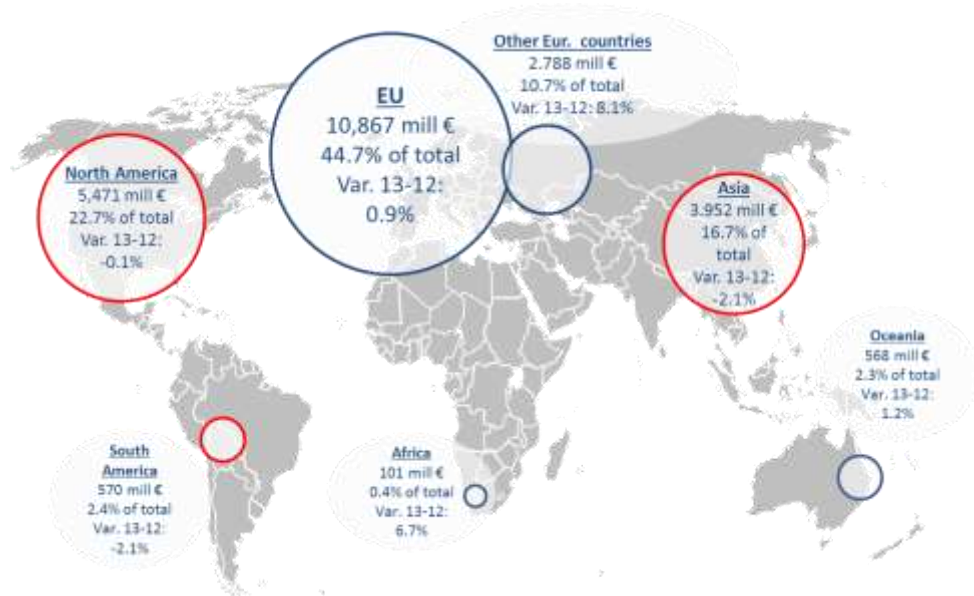 Other Eur. countries
2.788 mill €
10.7% of total
Var. 13-12: 8.1%
EU
10,867 mill €
44.7% of total
Var. 13-12:
0.9%
North America
5,471 mill €
22.7% of total
Var. 13-12:
-0.1%
Asia
3.952 mill €
16.7% of
total
Var. 13-12:
-2.1%
Oceania
568 mill €
2.3% of total
Var. 13-12:
1.2%
South
America
570 mill €
2.4% of total
Var. 13-12:
-2.1%
Africa
101 mill €
0.4% of total
Var. 13-12:
6.7%